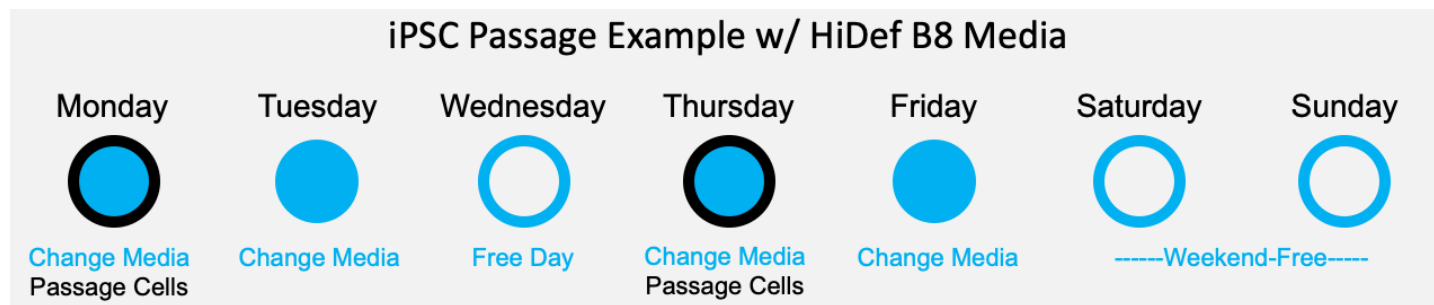 iPSC Passage Example w/ HiDef B8 Media
Monday Tuesday Wednesday Thursday Friday Saturday Sunday
Change Media Change Media Free Day Change Media Change Media ------Weekend-Free-----
Passage Cells Passage Cells